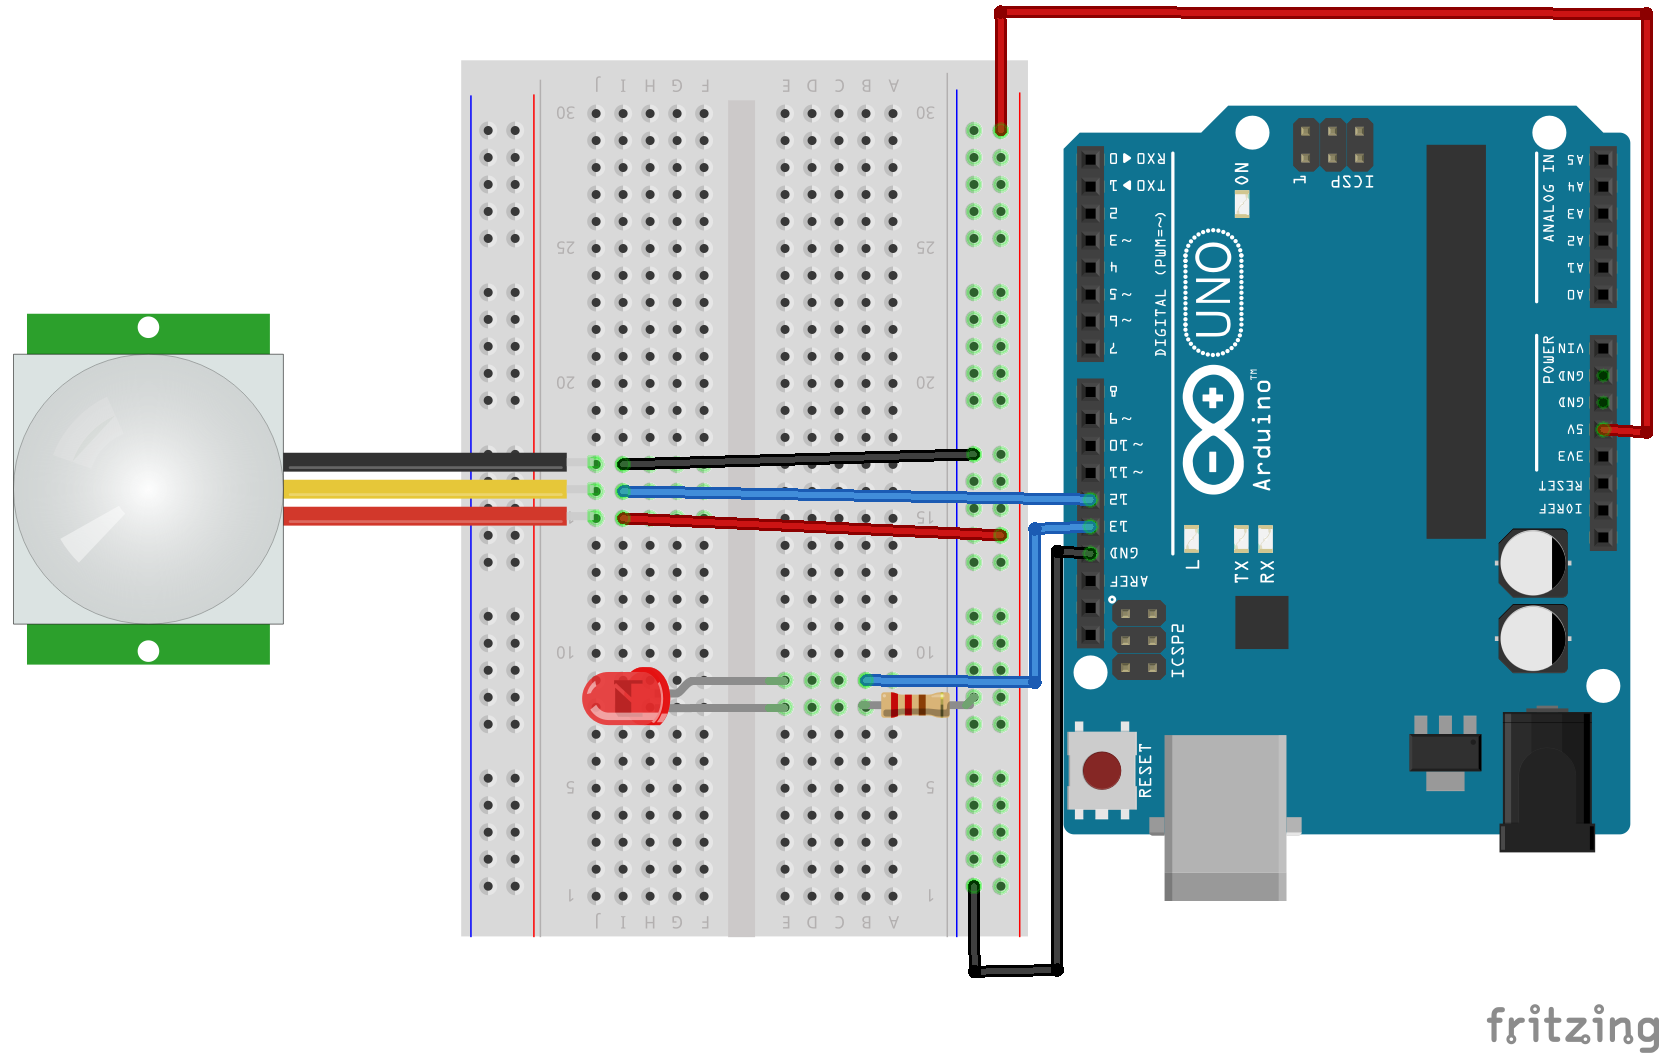 J I H G F E D C B A
30 30
25 25
20 20
15 15
10 10
5 5
1 1
J I H G F E D C B A
0 ◄ RX0
1 ► TX0
2
3 ~
4
5 ~
6 ~
7
8
9 ~
10 ~
11 ~
12
13
GND
AREF
DIGITAL (PWM=~)
ON
1 ICSP
UNO
Arduino™
L
TX
RX
ICSP2
RESET
ANALOG IN
A5
A4
A3
A2
A1
A0
POWER
VIN
GND
GND
5V
3V3
RESET
IOREF
fritzing